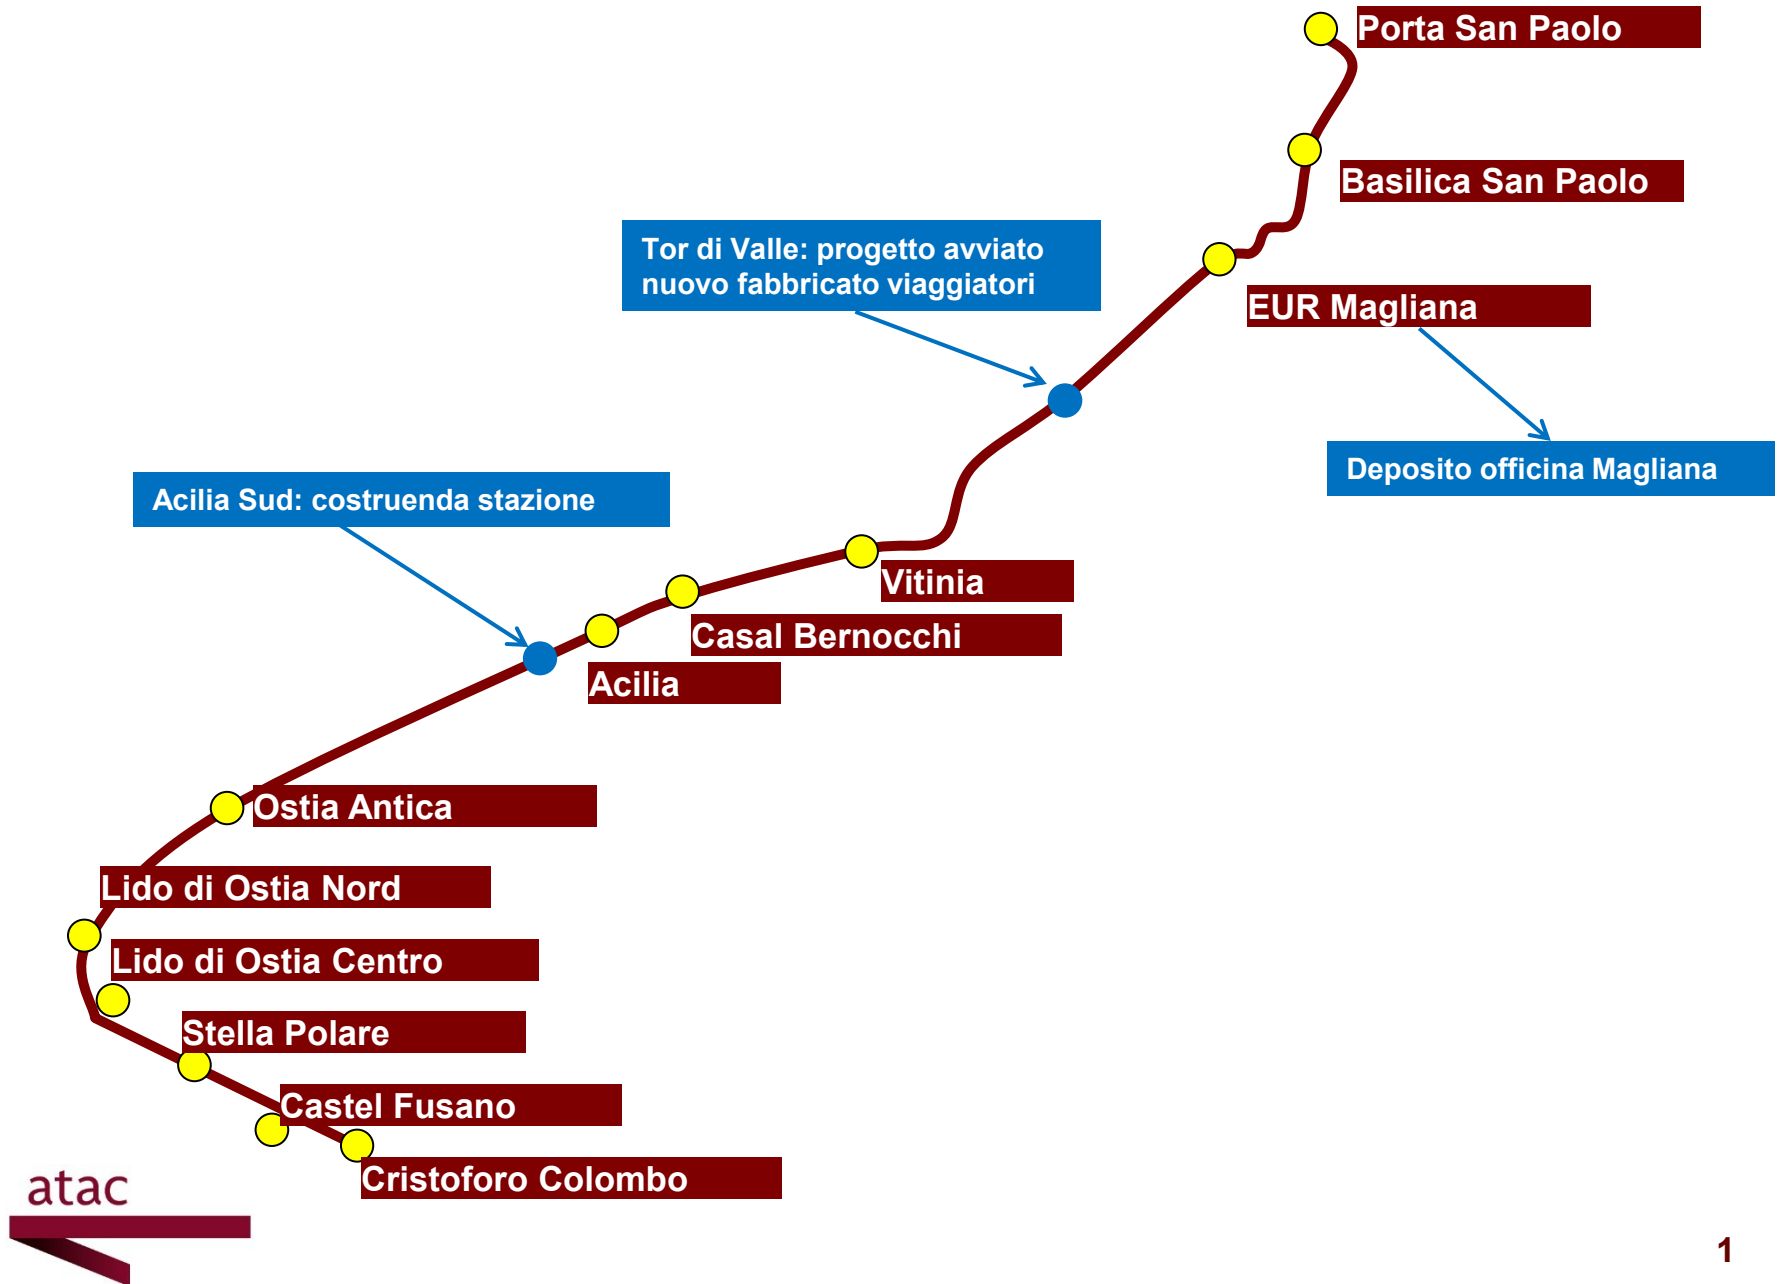 Porta San Paolo
Basilica San Paolo
Tor di Valle: progetto avviato
nuovo fabbricato viaggiatori
EUR Magliana
Deposito officina Magliana
Acilia Sud: costruenda stazione
Vitinia
Casal Bernocchi
Acilia
Ostia Antica
Lido di Ostia Nord
Lido di Ostia Centro
Stella Polare
Castel Fusano
Cristoforo Colombo
atac
1